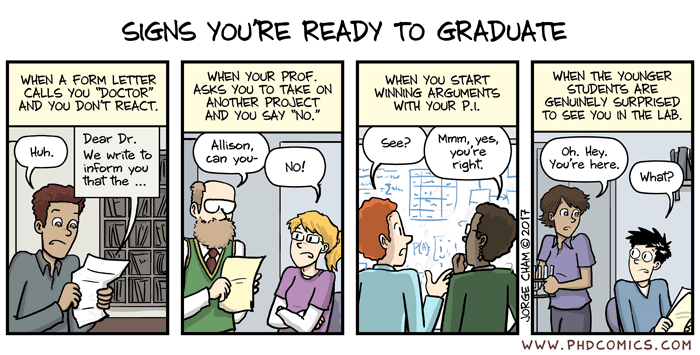 SIGNS YOU'RE READY TO GRADUATE
WHEN A FORM LETTER
CALLS YOU "DOCTOR"
AND YOU DON'T REACT.
Huh.
Dear Dr.
We write to
inform you
that the ...
WHEN YOUR PROF.
ASKS YOU TO TAKE ON
ANOTHER PROJECT
AND YOU SAY "NO."
Allison,
can you-
NO!
WHEN YOU START
WINNING ARGUMENTS
WITH YOUR P.I.
See?
Mmm, yes,
you're
right.
P(A)
JORGE CHAM © 2017
WHEN THE YOUNGER
STUDENTS ARE
GENUINELY SURPRISED
TO SEE YOU IN THE LAB.
Oh. Hey.
You're here.
What?
WWW.PHDCOMICS.COM